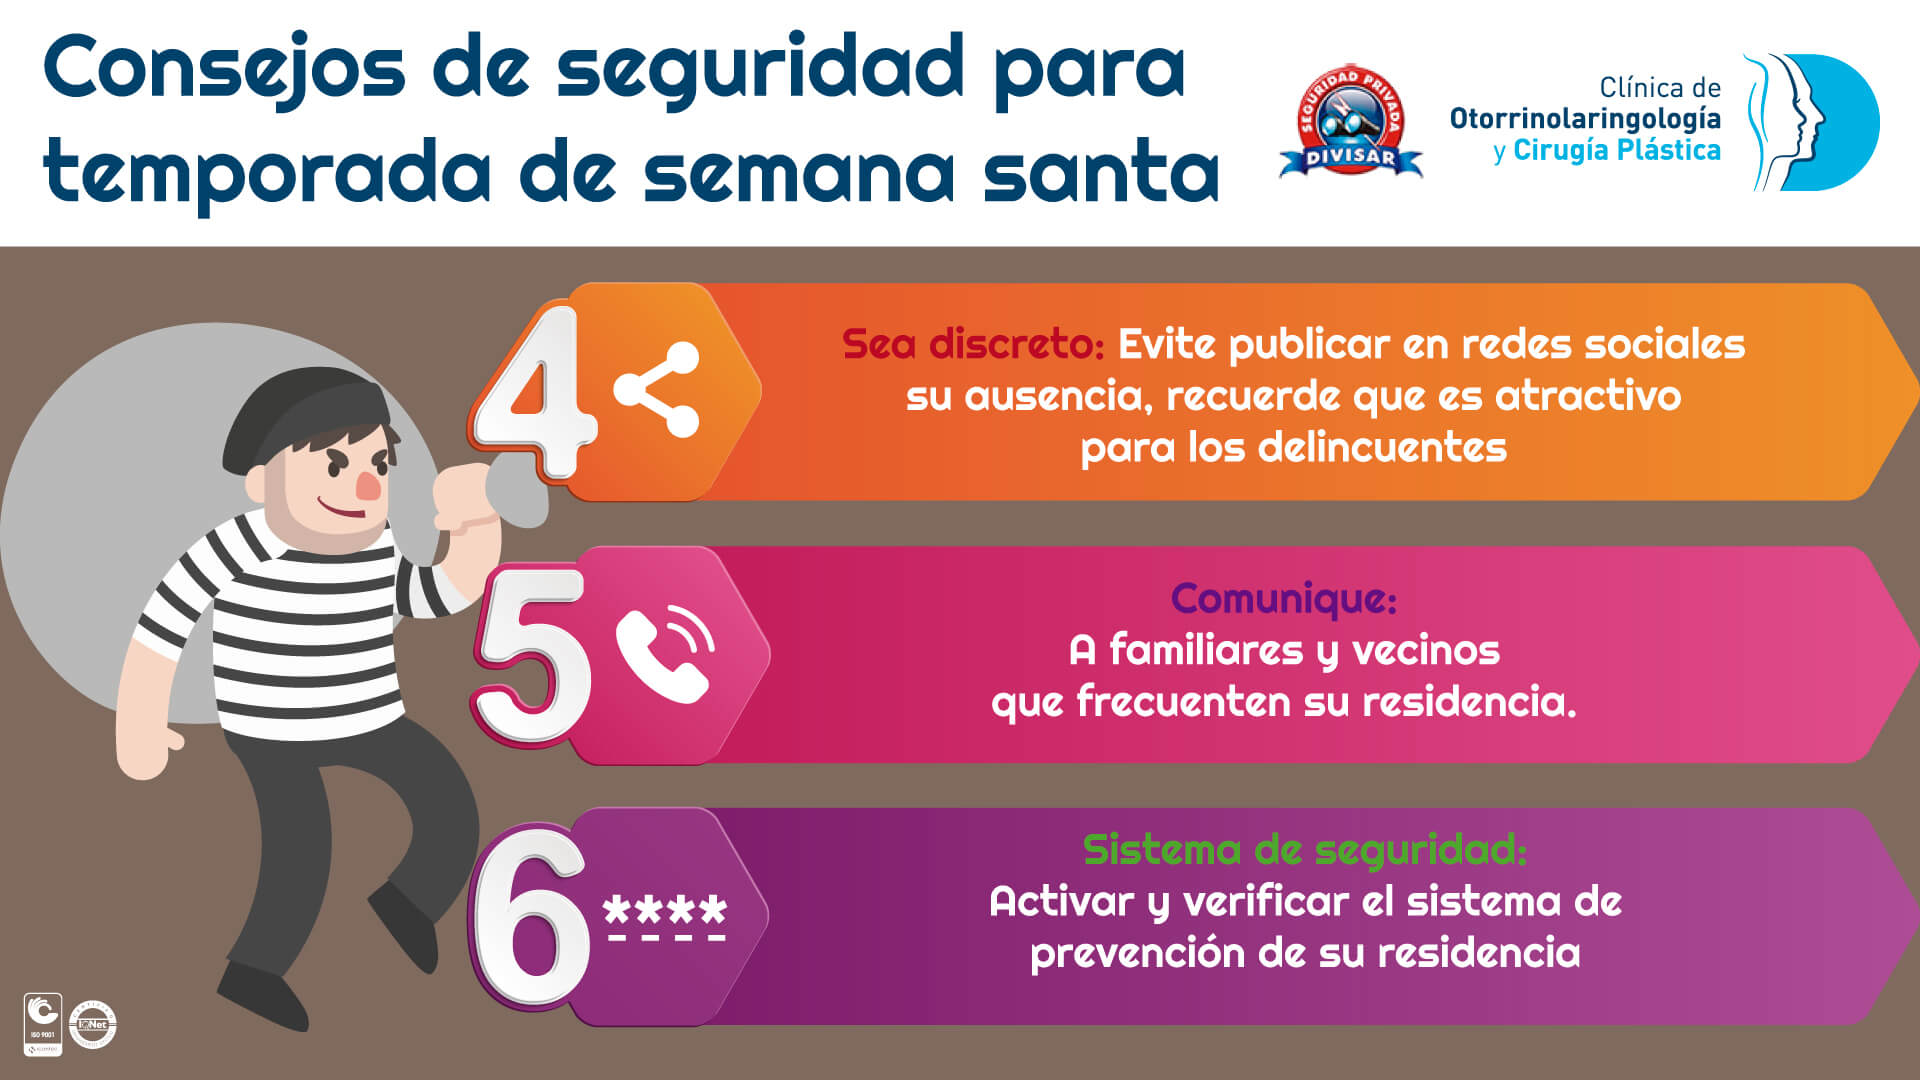 Consejos de seguridad para
temporada de semana santa
SEGURIDAD PRIVADA
DIVISAR
Clínica de
Otorrinolaringología
y Cirugía Plástica
4
Sea discreto: Evite publicar en redes sociales
su ausencia, recuerde que es atractivo
para los delincuentes
5
Comunique:
A familiares y vecinos
que frecuenten su residencia.
6
****
Sistema de seguridad:
Activar y verificar el sistema de
prevención de su residencia
ISO 9001
icontec
IQNet